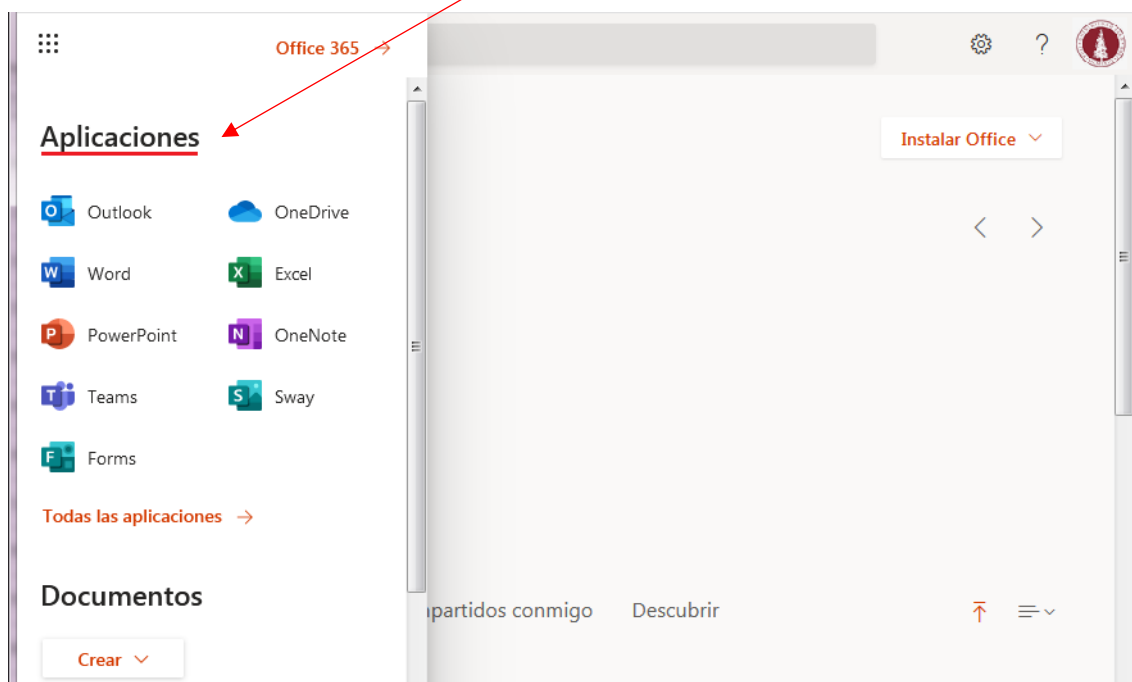 Office 365 →
?
Aplicaciones
Instalar Office
Outlook
OneDrive
Word
Excel
PowerPoint
OneNote
Teams
Sway
Forms
Todas las aplicaciones →
Documentos
partidos conmigo
Descubrir
Crear